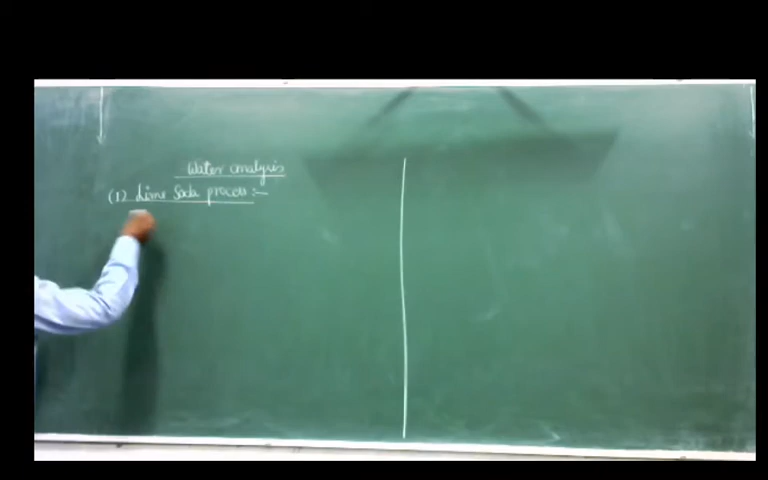 Water analysis
(1) Lime Soda process :-